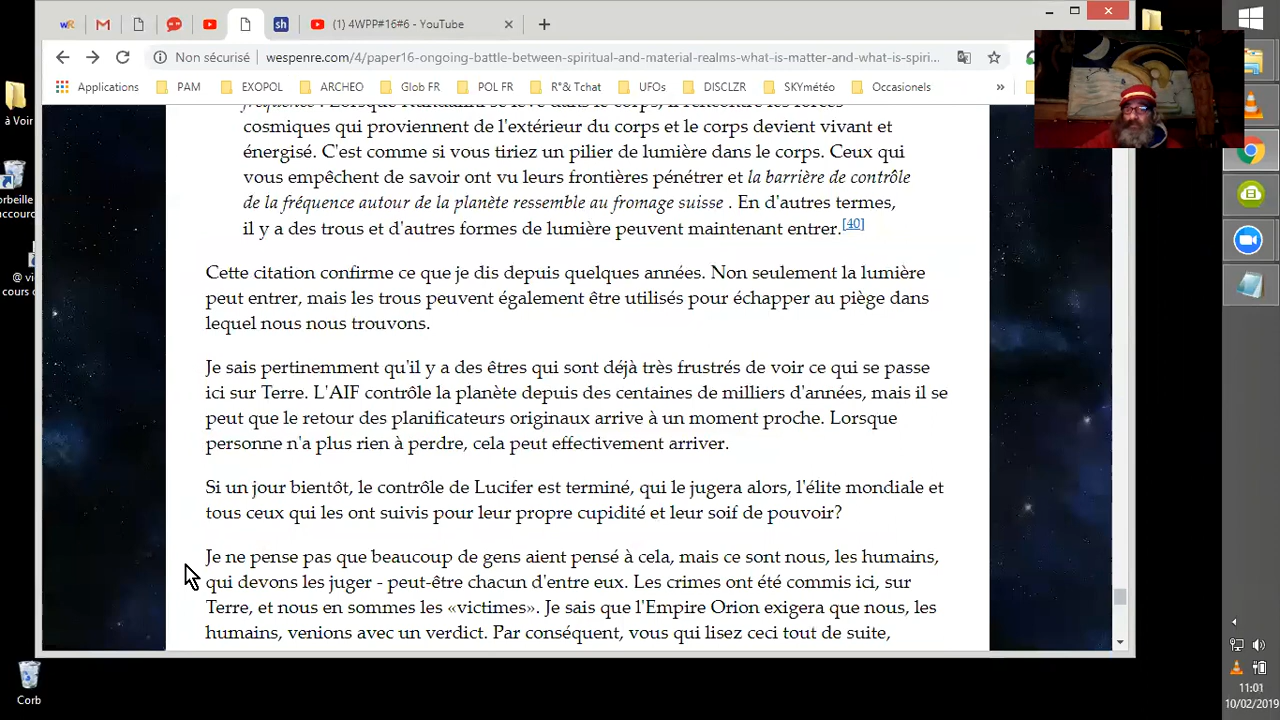 (1) 4WPP#16#6 - YouTube
Non sécurisé
wespenre.com/4/paper16-ongoing-battle-between-spiritual-and-material-realms-what-is-matter-and-what-is-spiri...
Applications PAM EXOPOL ARCHEO Glob FR POL FR R"& Tchat UFOs DISCLZR SKYmétéo Occasionels »
cosmiques qui proviennent de l'extérieur du corps et le corps devient vivant et
énergisé. C'est comme si vous tiriez un pilier de lumière dans le corps. Ceux qui
vous empêchent de savoir ont vu leurs frontières pénétrer et la barrière de contrôle
de la fréquence autour de la planète ressemble au fromage suisse . En d'autres termes,
il y a des trous et d'autres formes de lumière peuvent maintenant entrer.[40]
Cette citation confirme ce que je dis depuis quelques années. Non seulement la lumière
peut entrer, mais les trous peuvent également être utilisés pour échapper au piège dans
lequel nous nous trouvons.
Je sais pertinemment qu'il y a des êtres qui sont déjà très frustrés de voir ce qui se passe
ici sur Terre. L'AIF contrôle la planète depuis des centaines de milliers d'années, mais il se
peut que le retour des planificateurs originaux arrive à un moment proche. Lorsque
personne n'a plus rien à perdre, cela peut effectivement arriver.
Si un jour bientôt, le contrôle de Lucifer est terminé, qui le jugera alors, l'élite mondiale et
tous ceux qui les ont suivis pour leur propre cupidité et leur soif de pouvoir?
Je ne pense pas que beaucoup de gens aient pensé à cela, mais ce sont nous, les humains,
qui devons les juger - peut-être chacun d'entre eux. Les crimes ont été commis ici, sur
Terre, et nous en sommes les «victimes». Je sais que l'Empire Orion exigera que nous, les
humains, venions avec un verdict. Par conséquent, vous qui lisez ceci tout de suite,
à Voir
orbeille
accour
@ vi
cours c
Corb
11:01
10/02/2019